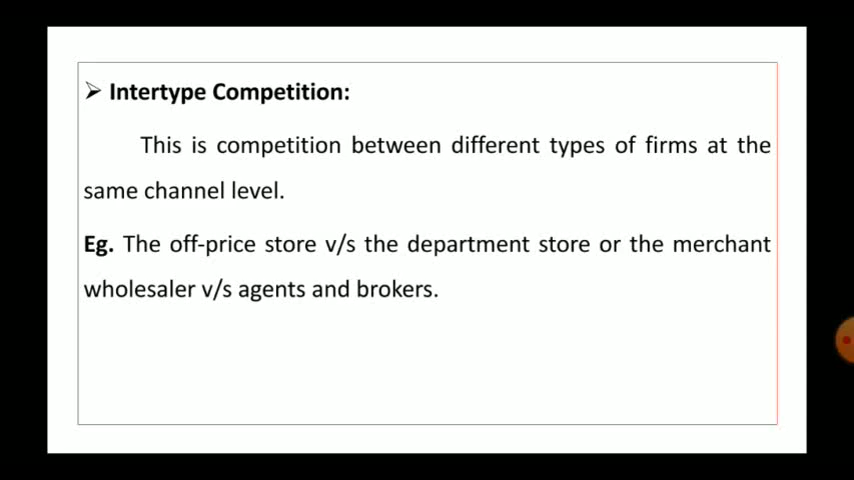 ➢ Intertype Competition:
This is competition between different types of firms at the
same channel level.
Eg. The off-price store v/s the department store or the merchant
wholesaler v/s agents and brokers.